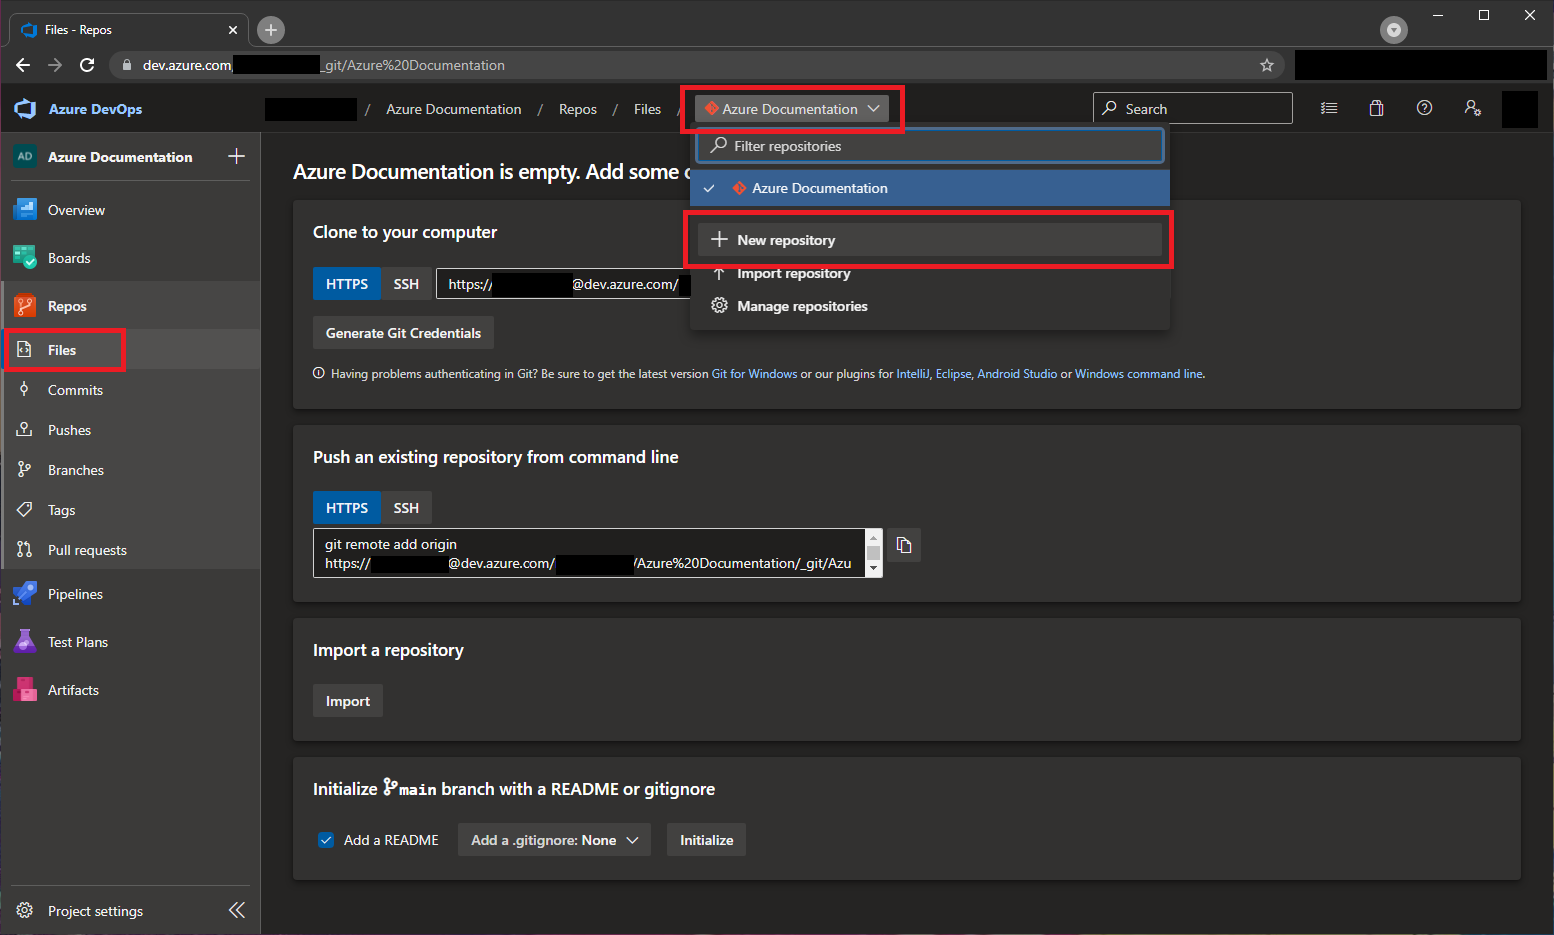 Files - Repos
dev.azure.com/ _git/Azure%20Documentation
Azure DevOps / Azure Documentation / Repos / Files / Azure Documentation
Search
AD Azure Documentation
Overview
Boards
Repos
Files
Commits
Pushes
Branches
Tags
Pull requests
Pipelines
Test Plans
Artifacts
Project settings
Filter repositories
Azure Documentation
New repository
Import repository
Manage repositories
Azure Documentation is empty. Add some
Clone to your computer
HTTPS SSH https:// @dev.azure.com/
Generate Git Credentials
Having problems authenticating in Git? Be sure to get the latest version Git for Windows or our plugins for IntelliJ, Eclipse, Android Studio or Windows command line.
Push an existing repository from command line
HTTPS SSH
git remote add origin
https:// @dev.azure.com/ /Azure%20Documentation/_git/Azu
Import a repository
Import
Initialize main branch with a README or gitignore
Add a README Add a .gitignore: None Initialize